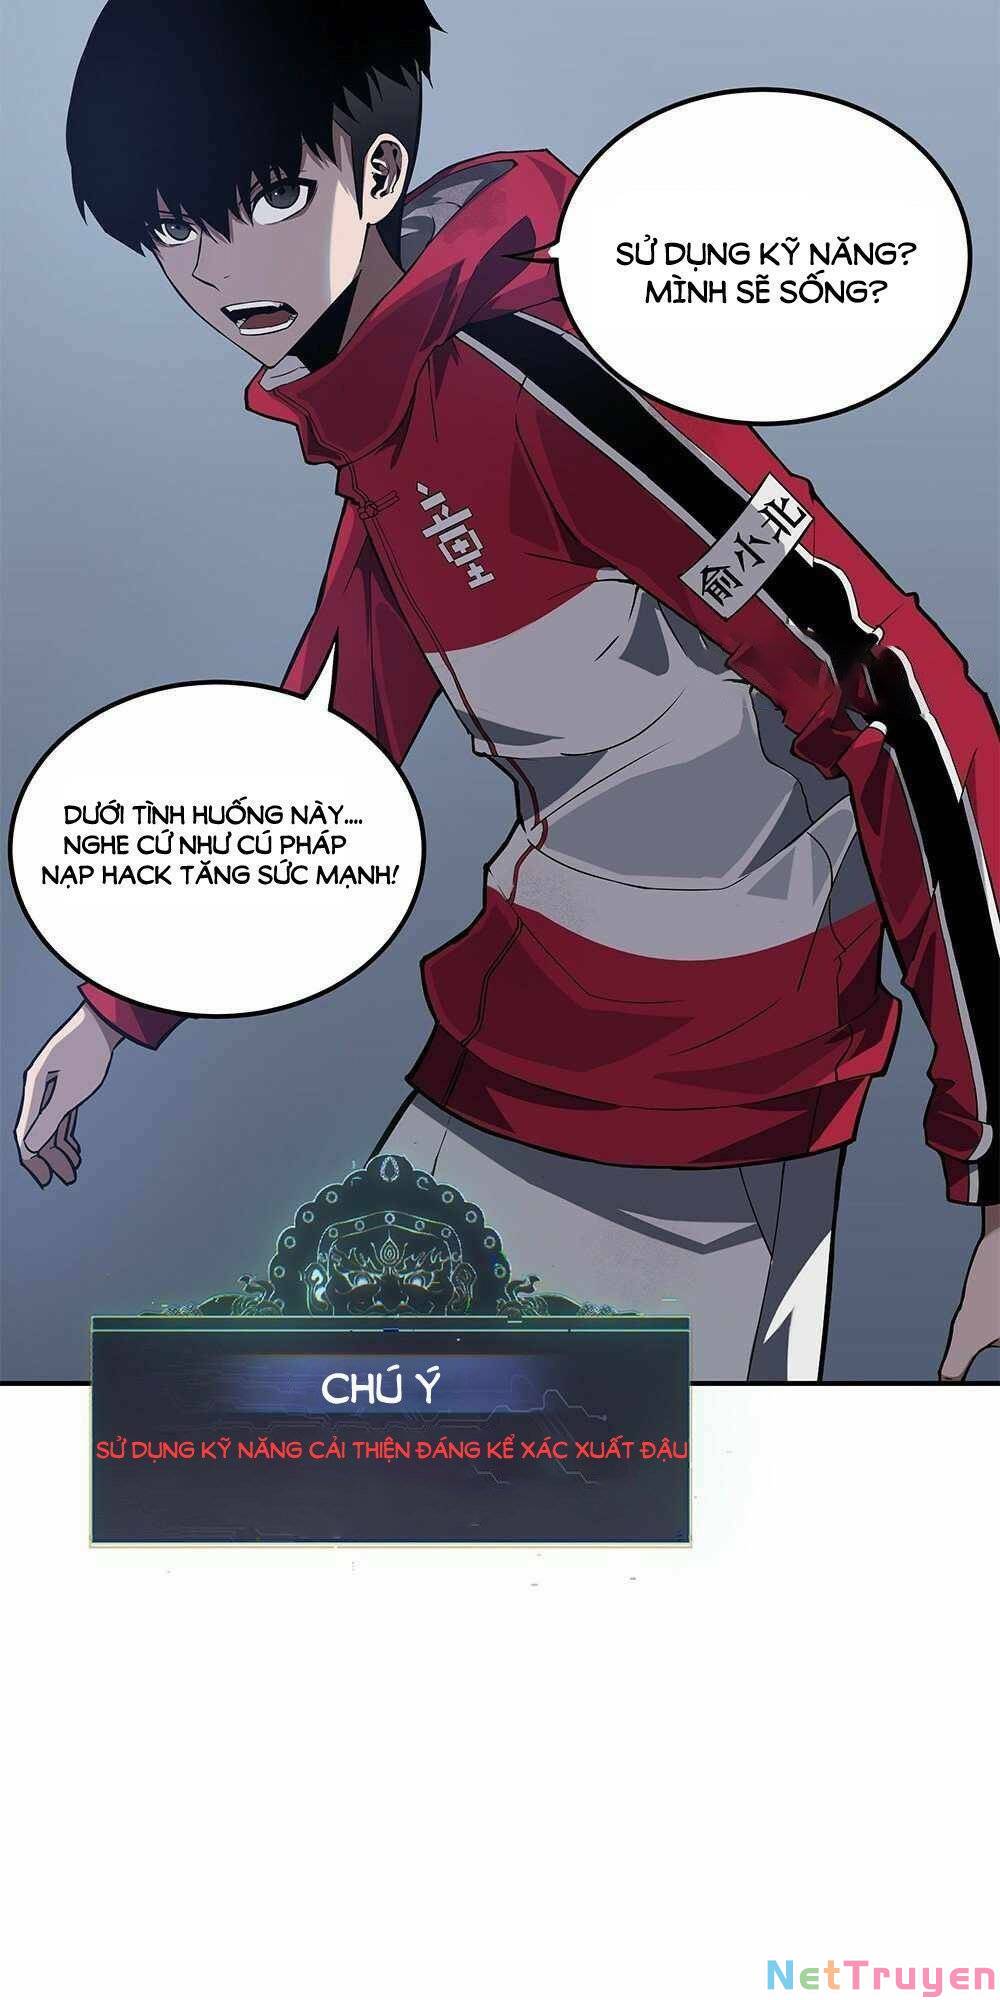 SỬ DỤNG KỸ NĂNG?
MÌNH SẼ SỐNG?
童
北
小
俞
DƯỚI TÌNH HUỐNG NÀY....
NGHE CỨ NHƯ CÚ PHÁP
NẠP HACK TĂNG SỨC MẠNH!
CHÚ Ý
SỬ DỤNG KỸ NĂNG CẢI THIỆN ĐÁNG KỂ XÁC XUẤT ĐẬU
NetTruyen